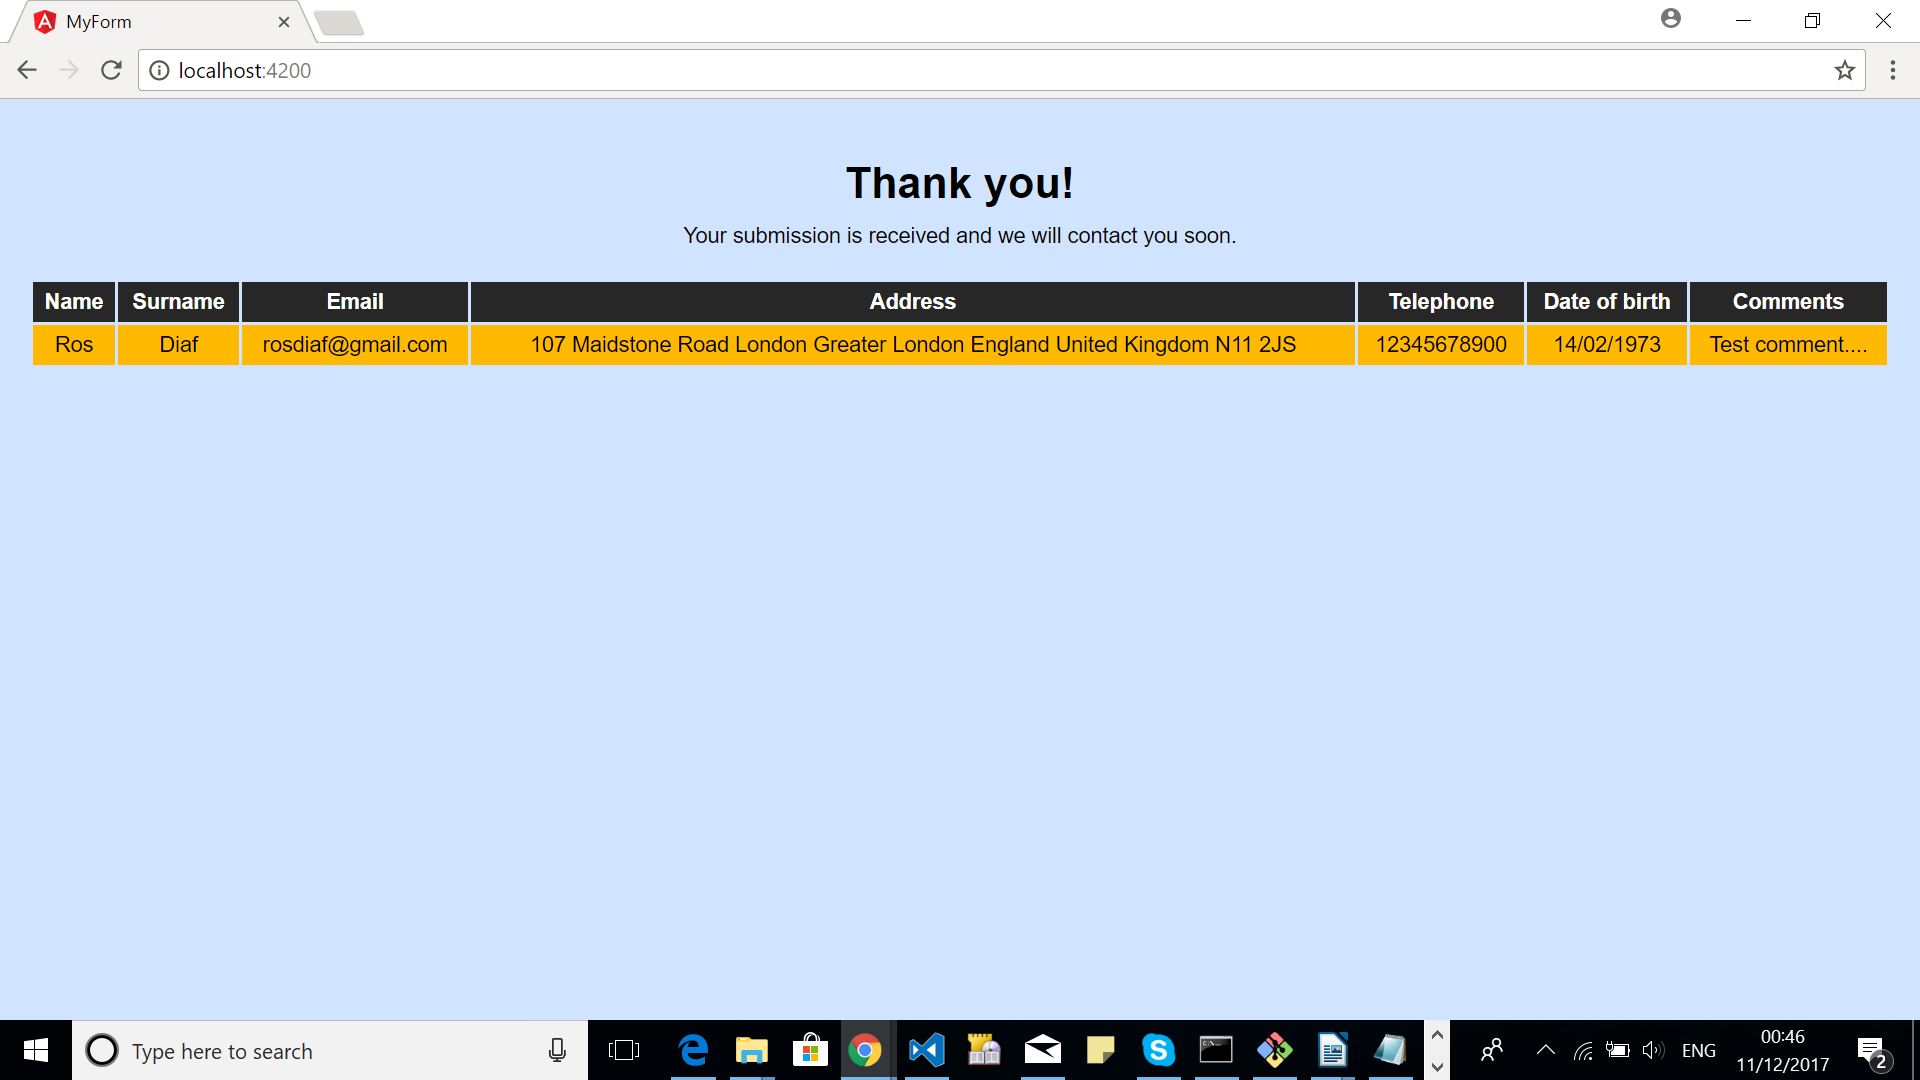 MyForm
localhost:4200
Thank you!
Your submission is received and we will contact you soon.
Name Surname Email Address Telephone Date of birth Comments
Ros Diaf rosdiaf@gmail.com 107 Maidstone Road London Greater London England United Kingdom N11 2JS 12345678900 14/02/1973 Test comment....
Type here to search
ENG
00:46
11/12/2017
2